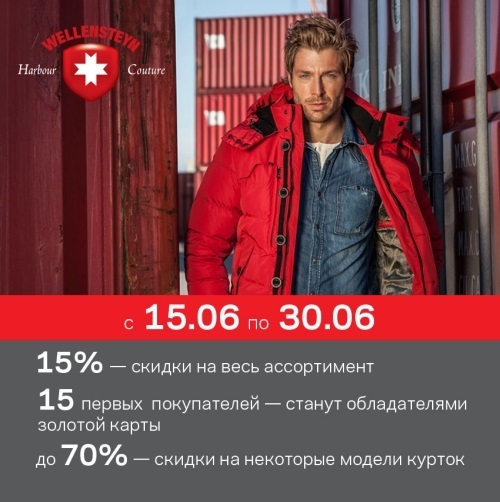 WELLENSTEYN
Harbour Couture
с 15.06 по 30.06
15% — скидки на весь ассортимент
15 первых покупателей — станут обладателями
золотой карты
до 70% — скидки на некоторые модели курток